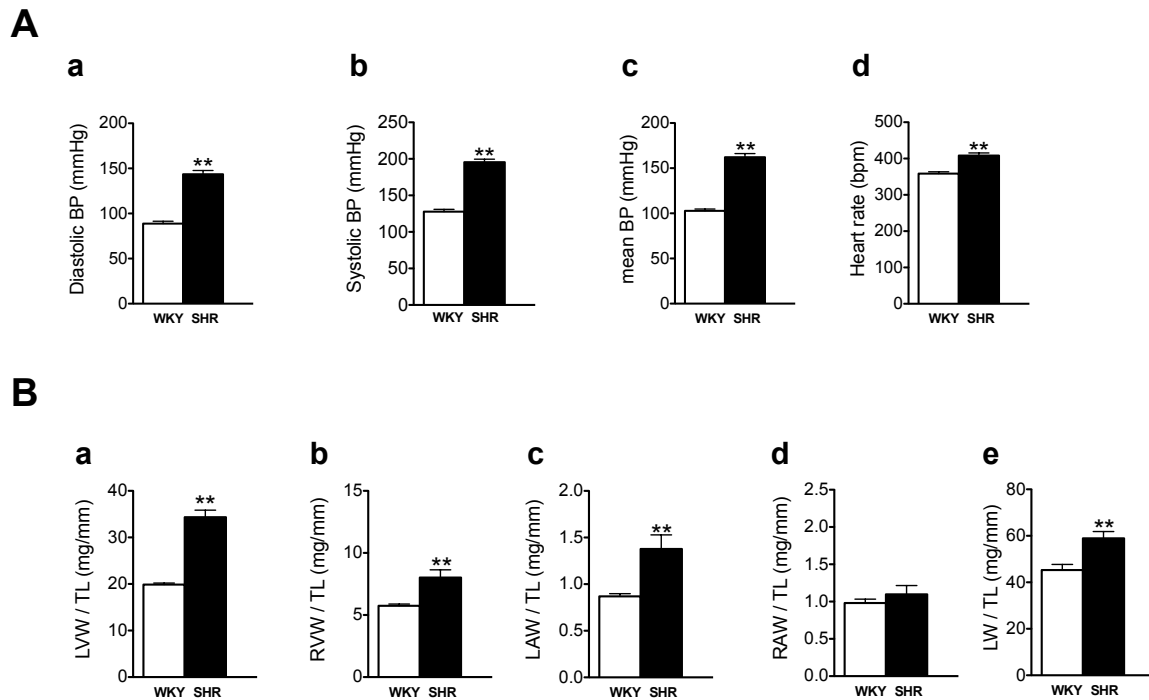 A
a
b
c
d
Diastolic BP (mmHg)
200
150
100
50
0
**
WKY SHR
Systolic BP (mmHg)
250
200
150
100
50
0
**
WKY SHR
mean BP (mmHg)
200
150
100
50
0
**
WKY SHR
Heart rate (bpm)
500
400
300
200
100
0
**
WKY SHR
B
a
b
c
d
e
LVW / TL (mg/mm)
40
30
20
10
0
**
WKY SHR
RVW / TL (mg/mm)
15
10
5
0
**
WKY SHR
LAW / TL (mg/mm)
2.0
1.5
1.0
0.5
0.0
**
WKY SHR
RAW / TL (mg/mm)
2.5
2.0
1.5
1.0
0.5
0.0
WKY SHR
LW / TL (mg/mm)
80
60
40
20
0
**
WKY SHR